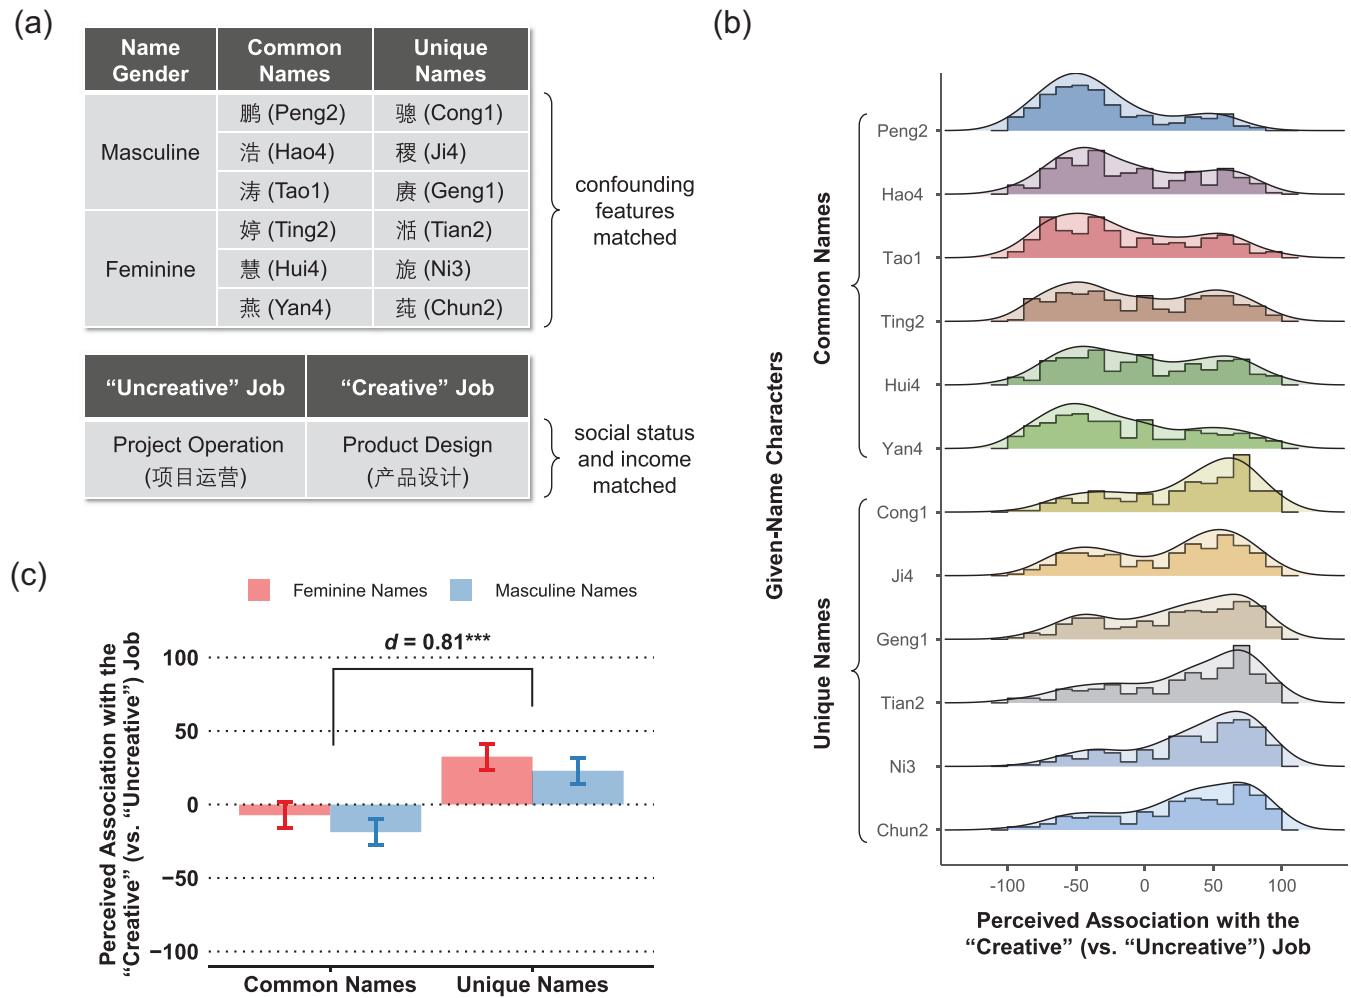 (a)
Name Gender
Common Names
Unique Names
Masculine
鹏 (Peng2)
骢 (Cong1)
浩 (Hao4)
稷 (Ji4)
涛 (Tao1)
赓 (Geng1)
Feminine
婷 (Ting2)
湉 (Tian2)
慧 (Hui4)
旎 (Ni3)
燕 (Yan4)
莼 (Chun2)
confounding
features
matched
“Uncreative” Job
“Creative” Job
Project Operation
(项目运营)
Product Design
(产品设计)
social status
and income
matched
(b)
Given-Name Characters
Common Names
Unique Names
Peng2
Hao4
Tao1
Ting2
Hui4
Yan4
Cong1
Ji4
Geng1
Tian2
Ni3
Chun2
-100
-50
0
50
100
Perceived Association with the
“Creative” (vs. “Uncreative”) Job
(c)
Feminine Names
Masculine Names
d = 0.81***
Perceived Association with the
“Creative” (vs. “Uncreative”) Job
100
50
0
−50
−100
Common Names
Unique Names